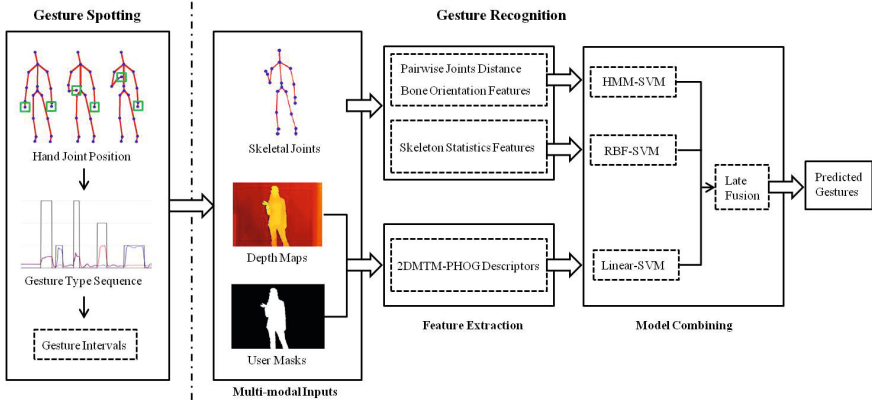 Gesture Spotting
Gesture Recognition
Hand Joint Position
Gesture Type Sequence
Gesture Intervals
Skeletal Joints
Depth Maps
User Masks
Multi-modal Inputs
Pairwise Joints Distance
Bone Orientation Features
Skeleton Statistics Features
2DMTM-PHOG Descriptors
Feature Extraction
HMM-SVM
RBF-SVM
Linear-SVM
Late
Fusion
Model Combining
Predicted
Gestures